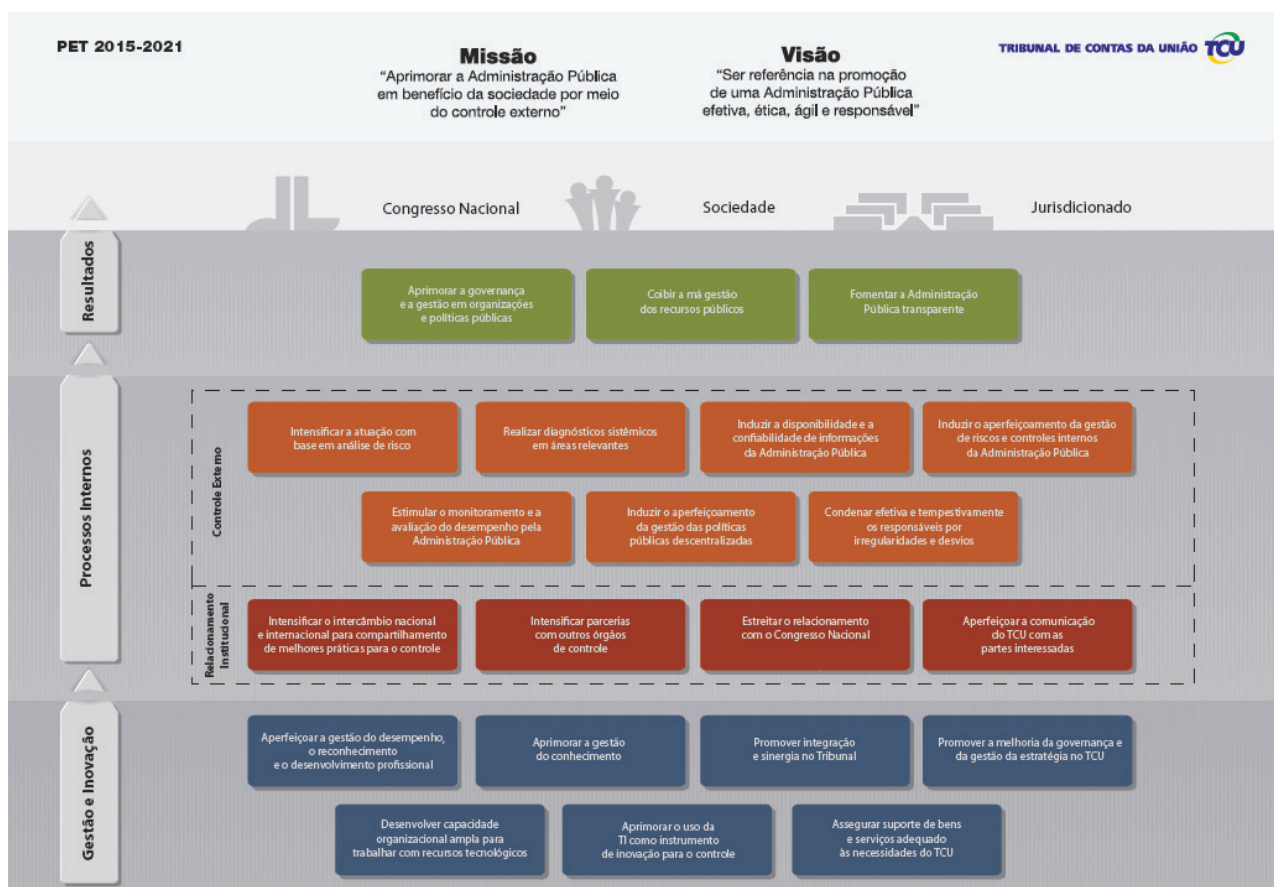 PET 2015-2021
Missão
“Aprimorar a Administração Pública
em benefício da sociedade por meio
do controle externo”
Visão
“Ser referência na promoção
de uma Administração Pública
efetiva, ética, ágil e responsável”
TRIBUNAL DE CONTAS DA UNIÃO TCU
Congresso Nacional
Sociedade
Jurisdicionado
Resultados
Aprimorar a governança
e a gestão em organizações
e políticas públicas
Coibir a má gestão
dos recursos públicos
Fomentar a Administração
Pública transparente
Processos Internos
Controle Externo
Intensificar a atuação com
base em análise de risco
Realizar diagnósticos sistêmicos
em áreas relevantes
Induzir a disponibilidade e a
confiabilidade de informações
da Administração Pública
Induzir o aperfeiçoamento da gestão
de riscos e controles internos
da Administração Pública
Estimular o monitoramento e a
avaliação do desempenho pela
Administração Pública
Induzir o aperfeiçoamento
da gestão das políticas
públicas descentralizadas
Condenar efetiva e tempestivamente
os responsáveis por
irregularidades e desvios
Relacionamento
Institucional
Intensificar o intercâmbio nacional
e internacional para compartilhamento
de melhores práticas para o controle
Intensificar parcerias
com outros órgãos
de controle
Estreitar o relacionamento
com o Congresso Nacional
Aperfeiçoar a comunicação
do TCU com as
partes interessadas
Gestão e Inovação
Aperfeiçoar a gestão do desempenho,
o reconhecimento
e o desenvolvimento profissional
Aprimorar a gestão
do conhecimento
Promover integração
e sinergia no Tribunal
Promover a melhoria da governança e
da gestão da estratégia no TCU
Desenvolver capacidade
organizacional ampla para
trabalhar com recursos tecnológicos
Aprimorar o uso da
TI como instrumento
de inovação para o controle
Assegurar suporte de bens
e serviços adequado
às necessidades do TCU